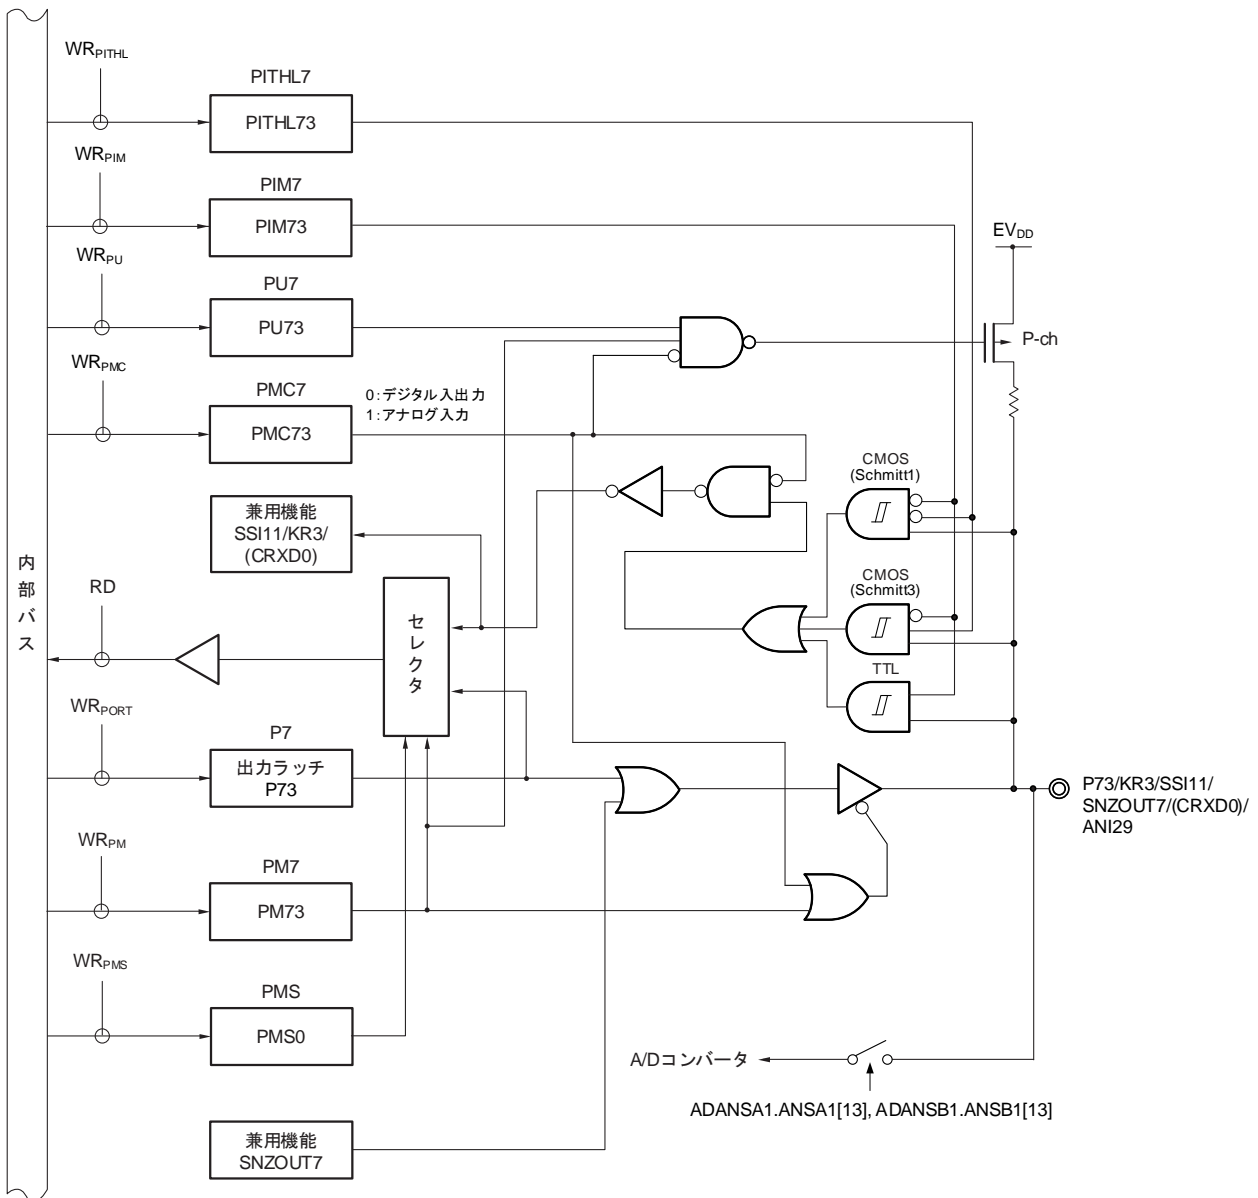 WRPITHL
PITHL7
PITHL73
WRPIM
PIM7
PIM73
WRPU
PU7
PU73
WRPMC
PMC7
PMC73
0:デジタル入出力
1:アナログ入力
EVDD
P-ch
CMOS
(Schmitt1)
兼用機能
SSI11/KR3/
(CRXD0)
内部バス
RD
セレクタ
CMOS
(Schmitt3)
TTL
WRPORT
P7
出力ラッチ
P73
P73/KR3/SSI11/
SNZOUT7/(CRXD0)/
ANI29
WRPM
PM7
PM73
WRPMS
PMS
PMS0
A/Dコンバータ
ADANSA1.ANSA1[13], ADANSB1.ANSB1[13]
兼用機能
SNZOUT7